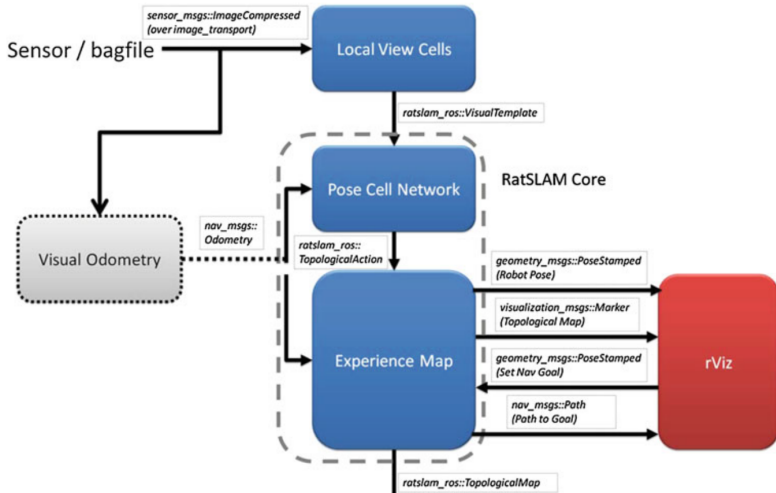 sensor_msgs::ImageCompressed
(over image_transport)
Sensor / bagfile
Local View Cells
ratslam_ros::VisualTemplate
Pose Cell Network
RatSLAM Core
nav_msgs::
Odometry
ratslam_ros::
TopologicalAction
Visual Odometry
geometry_msgs::PoseStamped
(Robot Pose)
visualization_msgs::Marker
(Topological Map)
Experience Map
geometry_msgs::PoseStamped
(Set Nav Goal)
rViz
nav_msgs::Path
(Path to Goal)
ratslam_ros::TopologicalMap